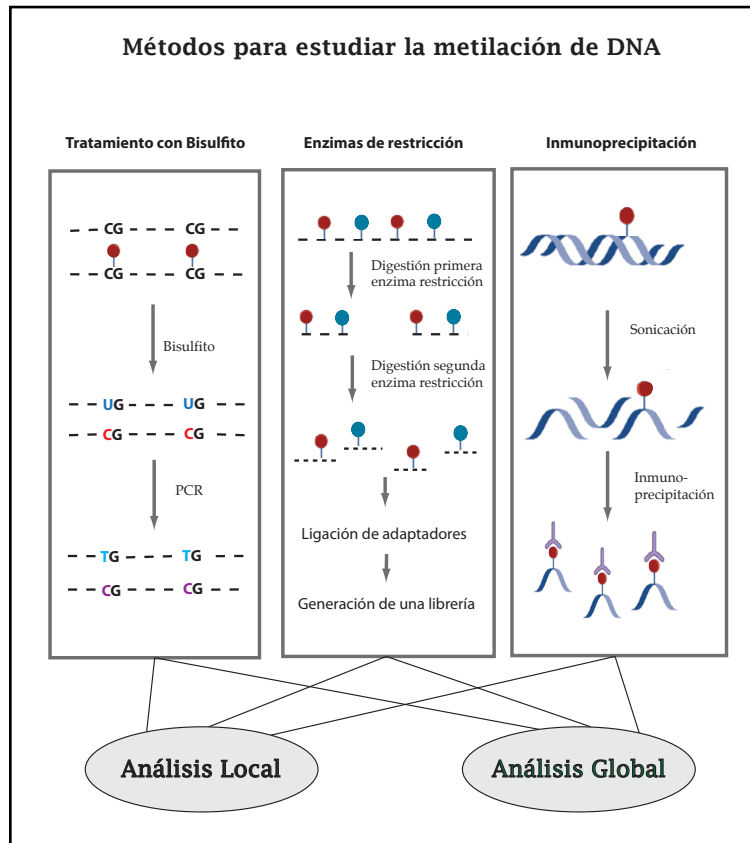 Métodos para estudiar la metilación de DNA
Tratamiento con Bisulfito
CG CG
CG CG
Bisulfito
UG UG
CG CG
PCR
TG TG
CG CG
Enzimas de restricción
Digestión primera
enzima restricción
Digestión segunda
enzima restricción
Ligación de adaptadores
Generación de una librería
Inmunoprecipitación
Sonicación
Inmuno-
precipitación
Análisis Local
Análisis Global